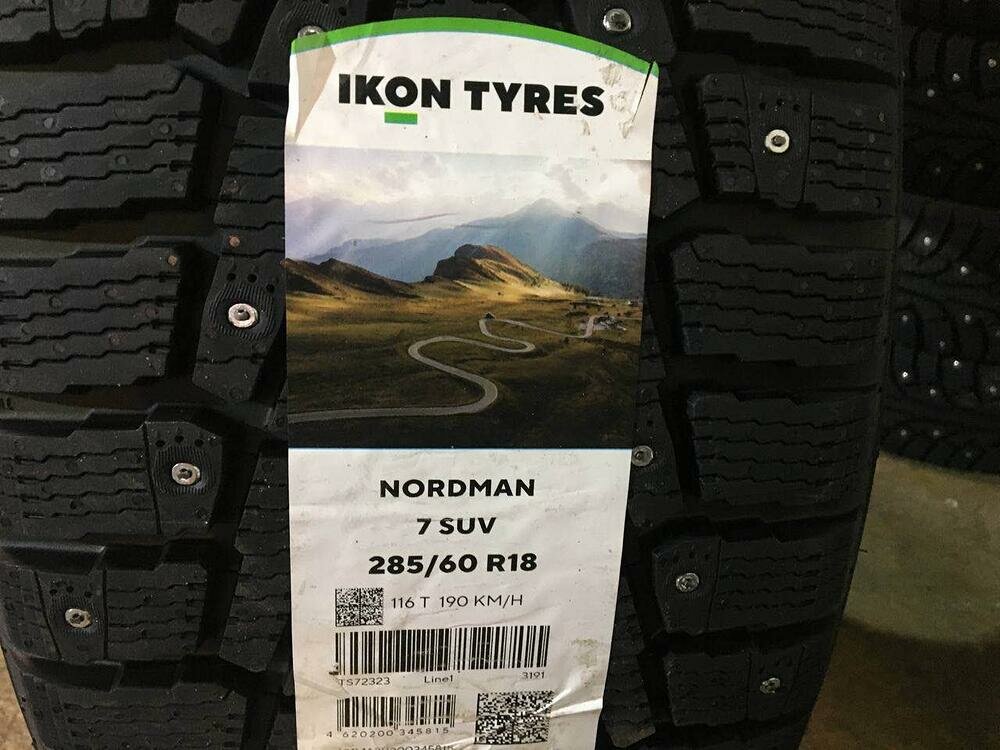 IKON TYRES
NORDMAN
7 SUV
285/60 R18
116 T 190 KM/H
TS72323 Line1 3191
4 620200 345815